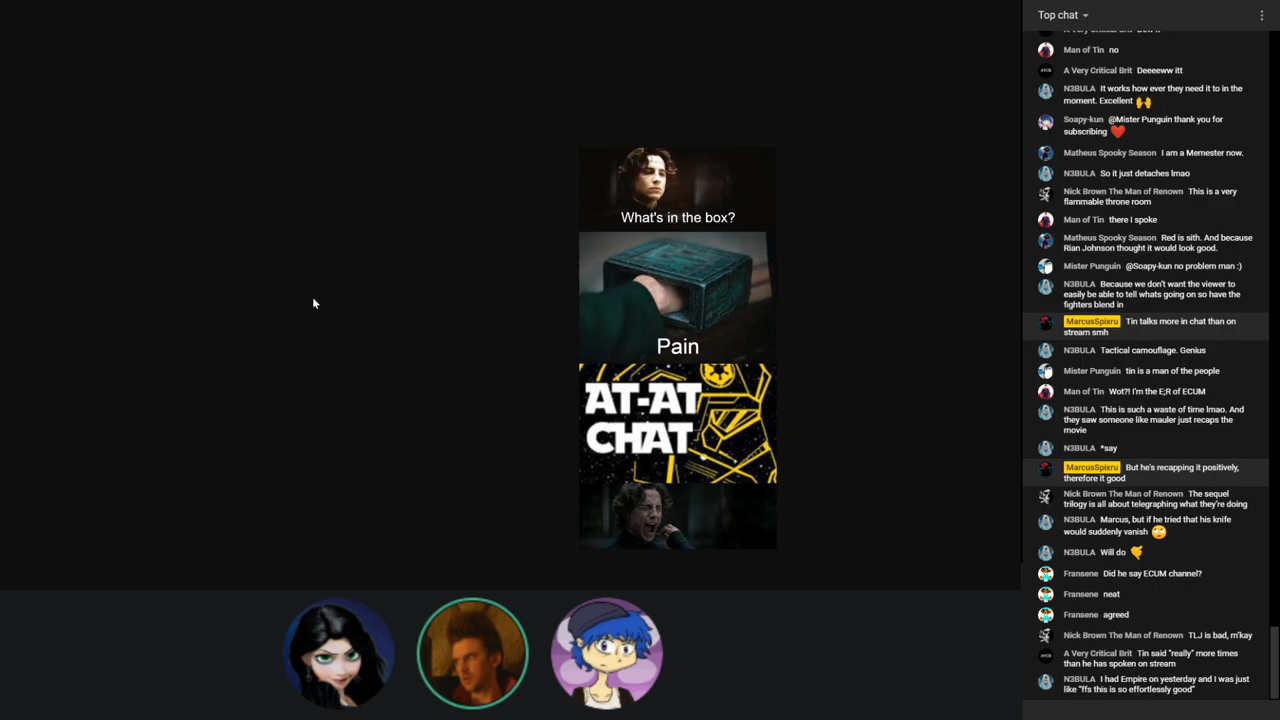 What's in the box?
Pain
AT-AT
CHAT
Top chat
Man of Tin no
A Very Critical Brit Deeeeww itt
N3BULA It works how ever they need it to in the
moment. Excellent
Soapy-kun @Mister Punguin thank you for
subscribing
Matheus Spooky Season I am a Memester now.
N3BULA So it just detaches lmao
Nick Brown The Man of Renown This is a very
flammable throne room
Man of Tin there I spoke
Matheus Spooky Season Red is sith. And because
Rian Johnson thought it would look good.
Mister Punguin @Soapy-kun no problem man :)
N3BULA Because we don't want the viewer to
easily be able to tell whats going on so have the
fighters blend in
MarcusSpixru Tin talks more in chat than on
stream smh
N3BULA Tactical camouflage. Genius
Mister Punguin tin is a man of the people
Man of Tin Wot?! I'm the E;R of ECUM
N3BULA This is such a waste of time lmao. And
they saw someone like mauler just recaps the
movie
N3BULA *say
MarcusSpixru But he's recapping it positively,
therefore it good
Nick Brown The Man of Renown The sequel
trilogy is all about telegraphing what they're doing
N3BULA Marcus, but if he tried that his knife
would suddenly vanish
N3BULA Will do
Fransene Did he say ECUM channel?
Fransene neat
Fransene agreed
Nick Brown The Man of Renown TLJ is bad, m'kay
A Very Critical Brit Tin said "really" more times
than he has spoken on stream
N3BULA I had Empire on yesterday and I was just
like "ffs this is so effortlessly good"